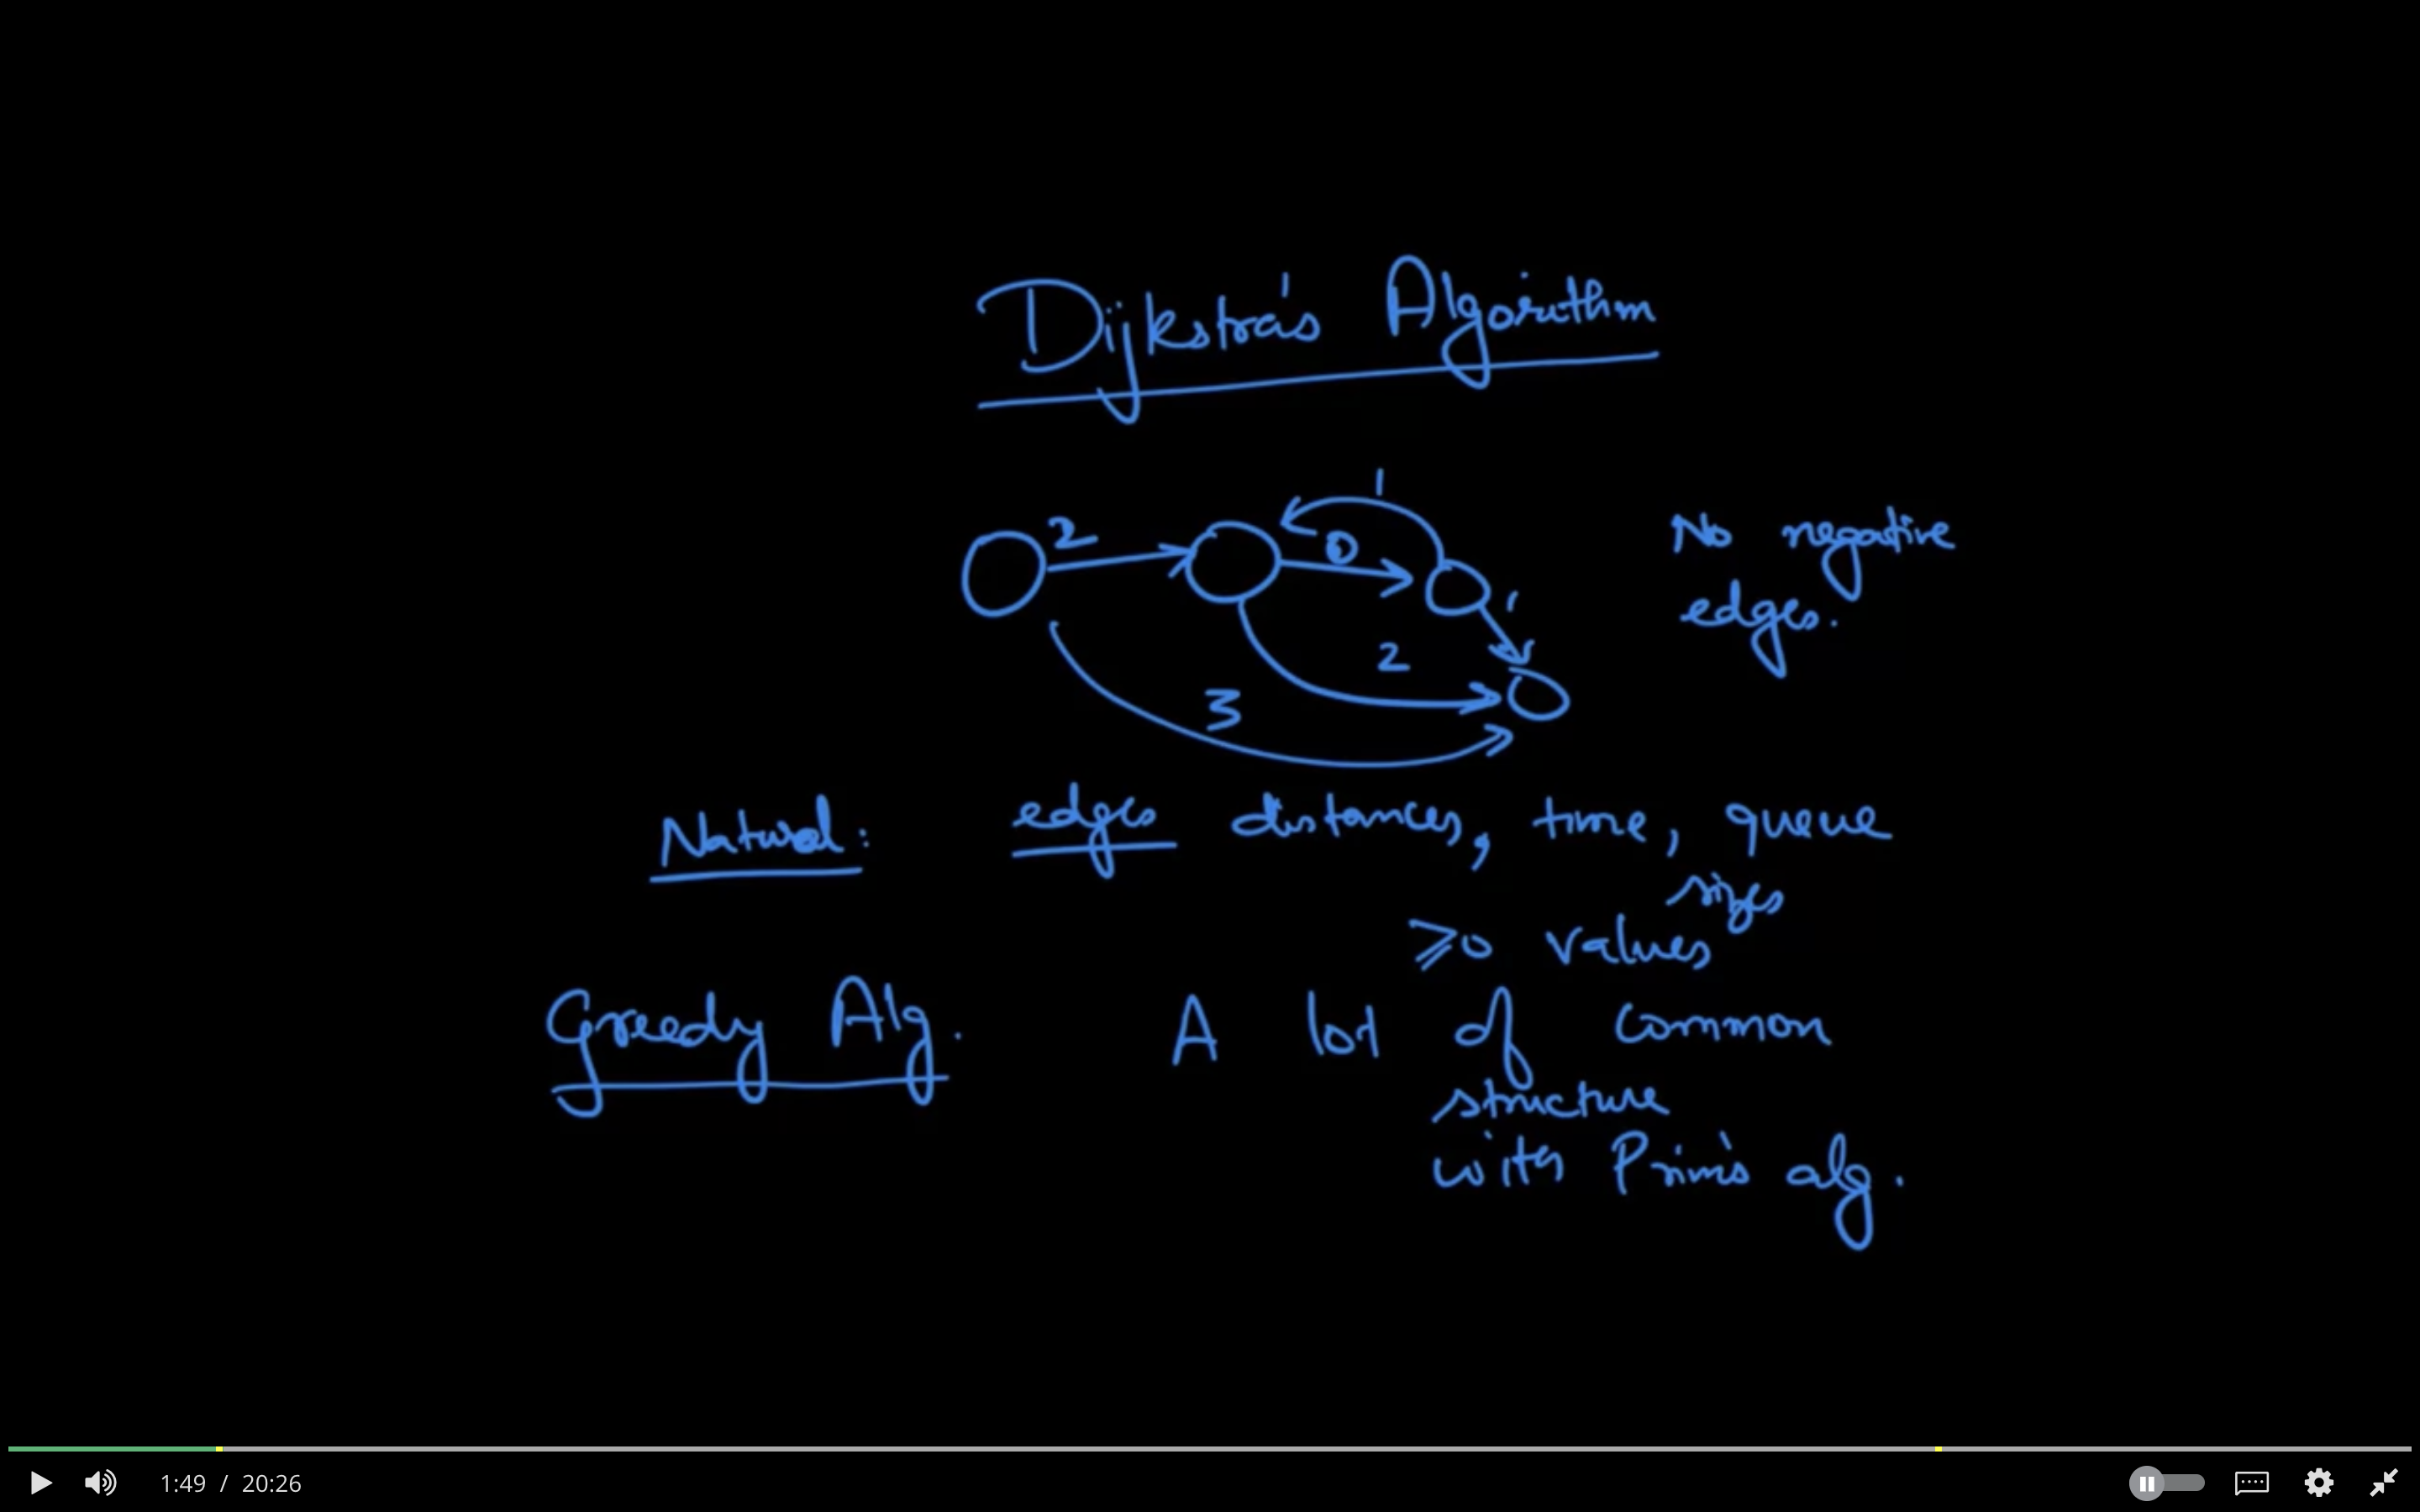 Dijkstra's Algorithm
1
2
0
No negative
1
edges.
2
3
Natural: edges distances, time, queue
sizes
≥0 values
Greedy Alg. A lot of common
structure
with Prim's alg.
1:49 / 20:26